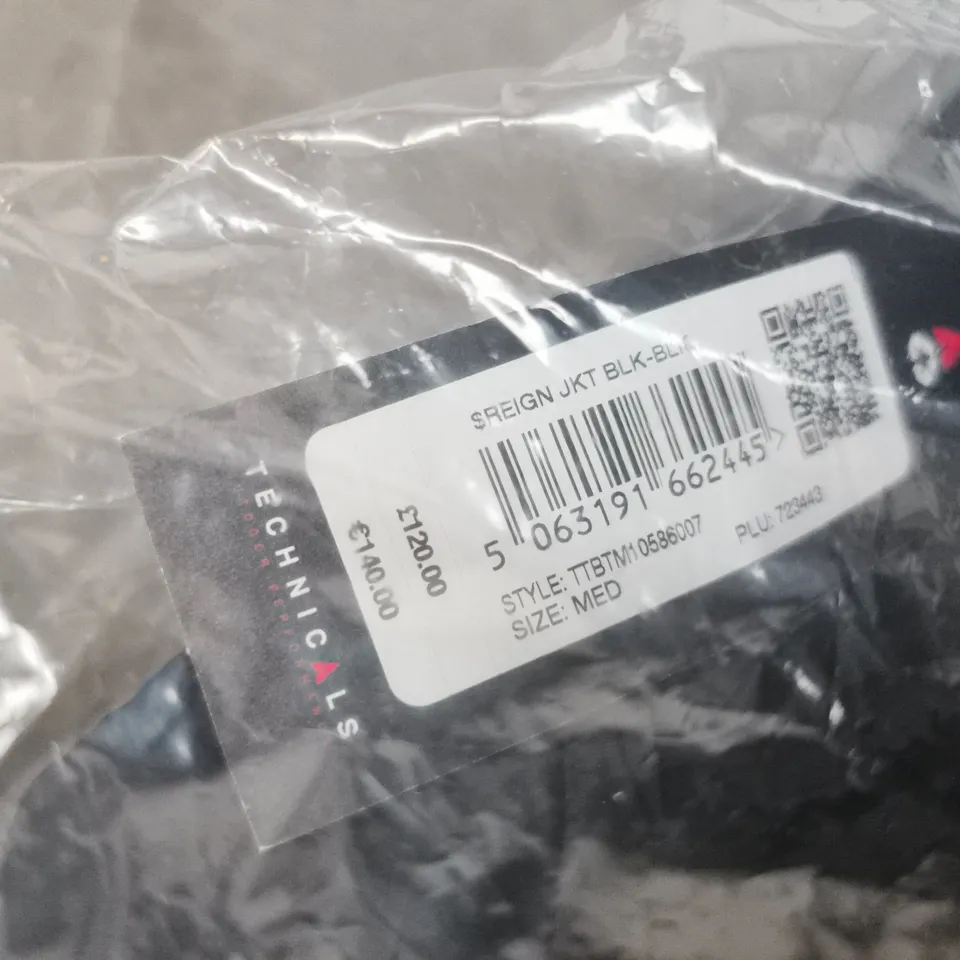 $REIGN JKT BLK-BLK
5 063191 662445 >
STYLE: TTBTM10586007
PLU: 723443
SIZE: MED
£120.00
€140.00
TECHNICALS